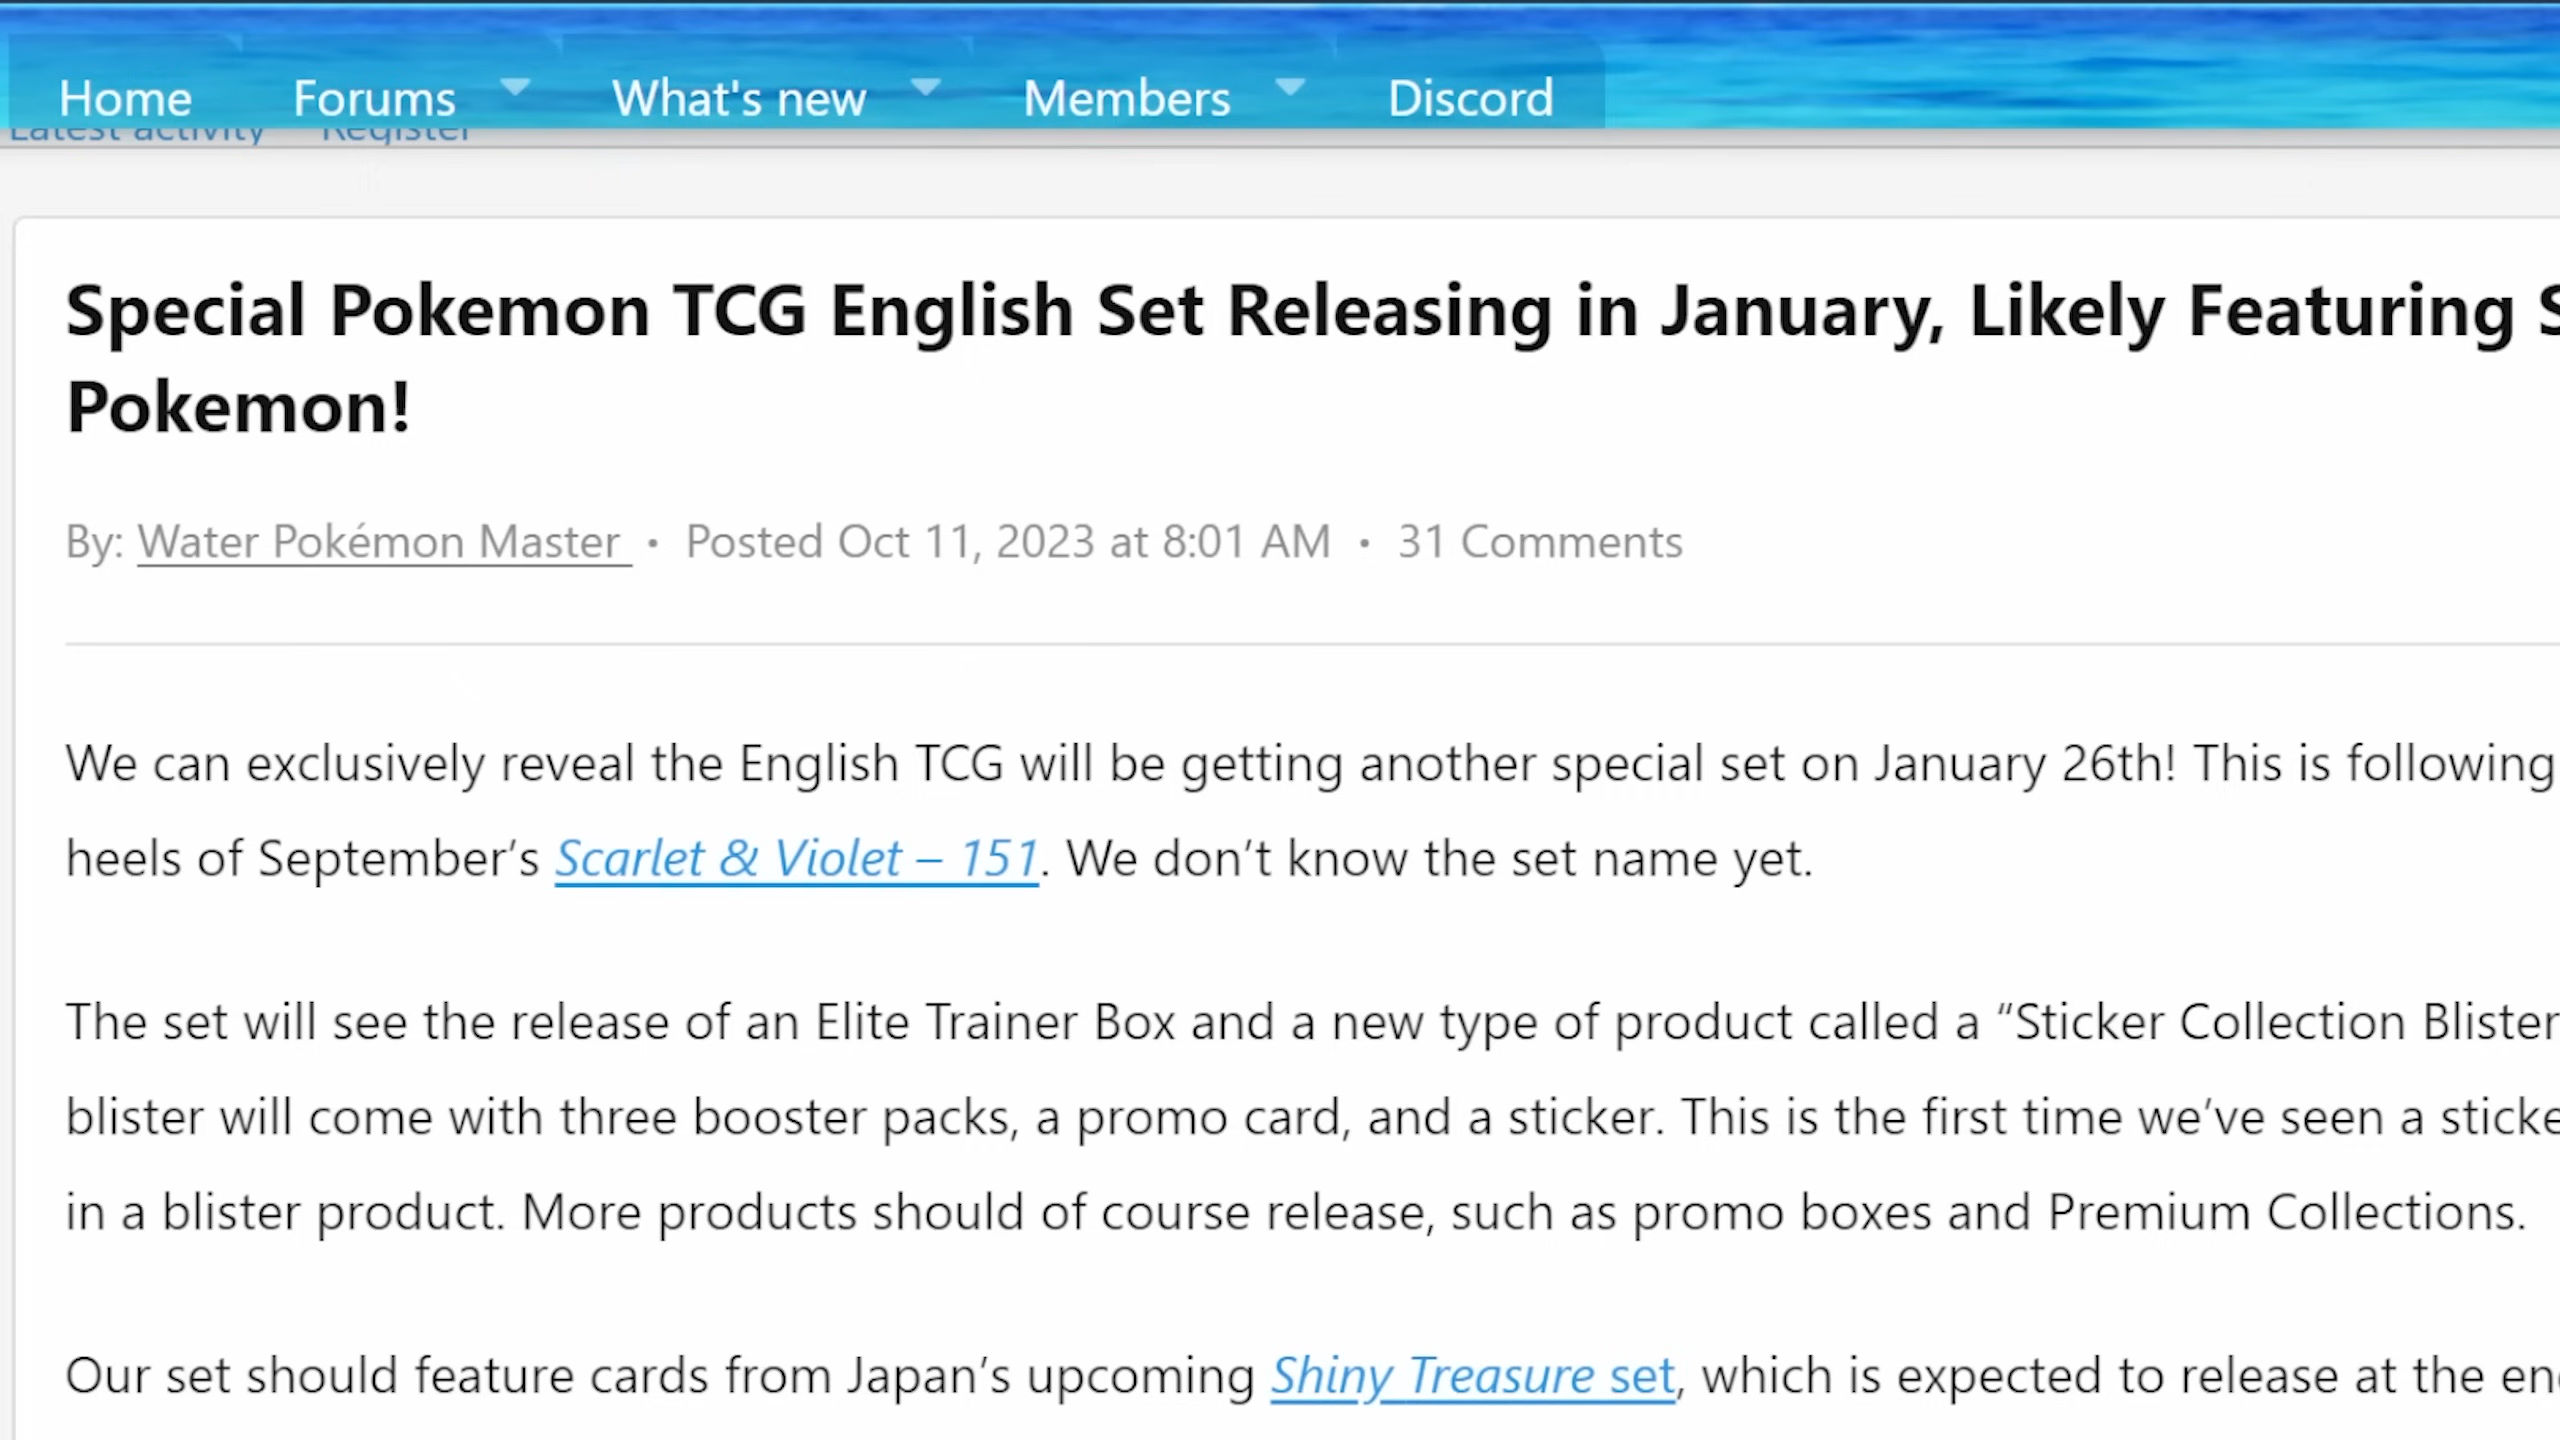 Home Forums What's new Members Discord
Latest activity Register
Special Pokemon TCG English Set Releasing in January, Likely Featuring S
Pokemon!
By: Water Pokémon Master • Posted Oct 11, 2023 at 8:01 AM • 31 Comments
We can exclusively reveal the English TCG will be getting another special set on January 26th! This is following
heels of September’s Scarlet & Violet – 151. We don’t know the set name yet.
The set will see the release of an Elite Trainer Box and a new type of product called a “Sticker Collection Blister
blister will come with three booster packs, a promo card, and a sticker. This is the first time we’ve seen a sticke
in a blister product. More products should of course release, such as promo boxes and Premium Collections.
Our set should feature cards from Japan’s upcoming Shiny Treasure set, which is expected to release at the en